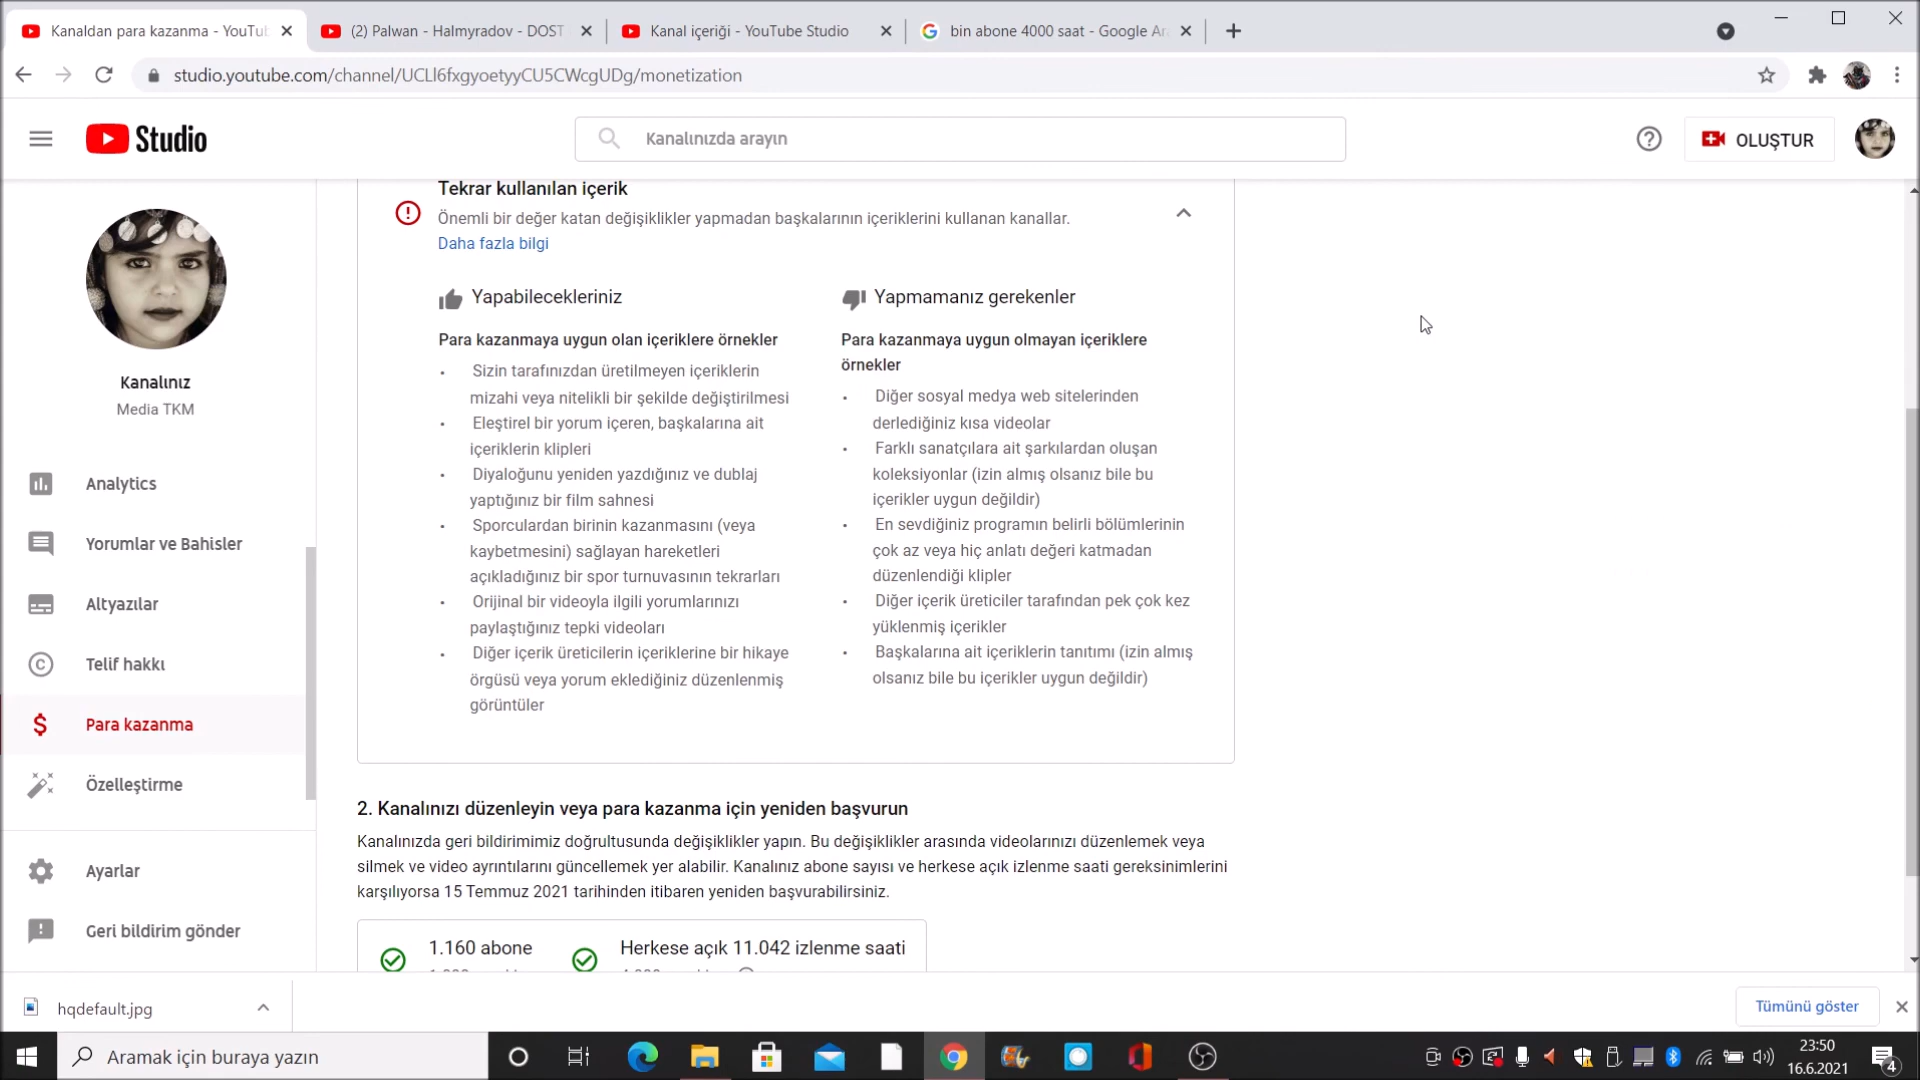 Kanaldan para kazanma - YouTub
(2) Palwan - Halmyradov - DOST
Kanal içeriği - YouTube Studio
bin abone 4000 saat - Google Ara
studio.youtube.com/channel/UCLl6fxgyoetyyCU5CWcgUDg/monetization
Studio
Kanalınızda arayın
OLUŞTUR
Kanalınız
Media TKM
Analytics
Yorumlar ve Bahisler
Altyazılar
Telif hakkı
Para kazanma
Özelleştirme
Ayarlar
Geri bildirim gönder
Tekrar kullanılan içerik
Önemli bir değer katan değişiklikler yapmadan başkalarının içeriklerini kullanan kanallar.
Daha fazla bilgi
Yapabilecekleriniz
Para kazanmaya uygun olan içeriklere örnekler
• Sizin tarafınızdan üretilmeyen içeriklerin
mizahi veya nitelikli bir şekilde değiştirilmesi
• Eleştirel bir yorum içeren, başkalarına ait
içeriklerin klipleri
• Diyaloğunu yeniden yazdığınız ve dublaj
yaptığınız bir film sahnesi
• Sporculardan birinin kazanmasını (veya
kaybetmesini) sağlayan hareketleri
açıkladığınız bir spor turnuvasının tekrarları
• Orijinal bir videoyla ilgili yorumlarınızı
paylaştığınız tepki videoları
• Diğer içerik üreticilerin içeriklerine bir hikaye
örgüsü veya yorum eklediğiniz düzenlenmiş
görüntüler
Yapmamanız gerekenler
Para kazanmaya uygun olmayan içeriklere
örnekler
• Diğer sosyal medya web sitelerinden
derlediğiniz kısa videolar
• Farklı sanatçılara ait şarkılardan oluşan
koleksiyonlar (izin almış olsanız bile bu
içerikler uygun değildir)
• En sevdiğiniz programın belirli bölümlerinin
çok az veya hiç anlatı değeri katmadan
düzenlendiği klipler
• Diğer içerik üreticiler tarafından pek çok kez
yüklenmiş içerikler
• Başkalarına ait içeriklerin tanıtımı (izin almış
olsanız bile bu içerikler uygun değildir)
2. Kanalınızı düzenleyin veya para kazanma için yeniden başvurun
Kanalınızda geri bildirimimiz doğrultusunda değişiklikler yapın. Bu değişiklikler arasında videolarınızı düzenlemek veya
silmek ve video ayrıntılarını güncellemek yer alabilir. Kanalınız abone sayısı ve herkese açık izlenme saati gereksinimlerini
karşılıyorsa 15 Temmuz 2021 tarihinden itibaren yeniden başvurabilirsiniz.
1.160 abone
Herkese açık 11.042 izlenme saati
hqdefault.jpg
Tümünü göster
Aramak için buraya yazın
23:50
16.6.2021
4